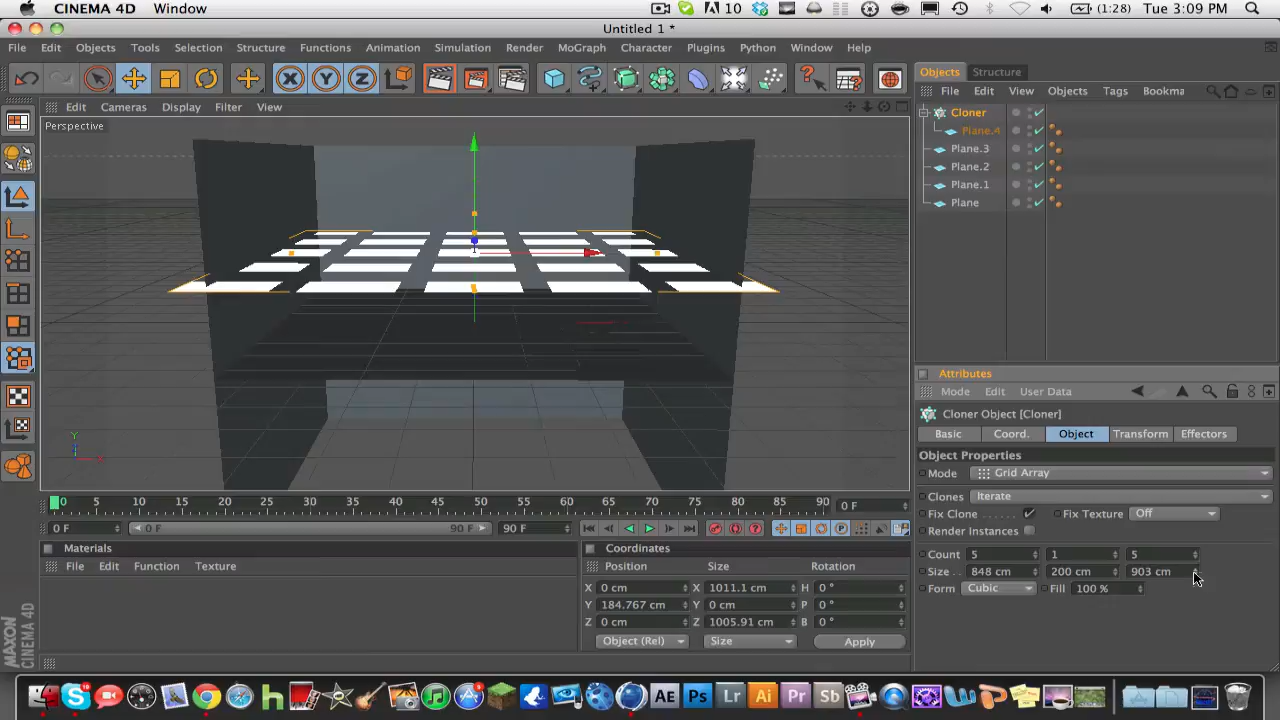 CINEMA 4D Window 10 (1:28) Tue 3:09 PM
Untitled 1 *
File Edit Objects Tools Selection Structure Functions Animation Render MoGraph Character Plugins Python Window Help
X Y Z
Objects Structure
File Edit View Objects Tags Bookma
Edit Cameras Display Filter View
Perspective
Cloner
Plane.4
Plane.3
Plane.2
Plane.1
Plane
Y
X
Attributes
Mode Edit User Data
Cloner Object [Cloner]
Basic Coord. Object Transform Effectors
Object Properties
Mode Grid Array
Clones Iterate
Fix Clone ...... Fix Texture Off
Render Instances
Count 5 1 5
Size .. 848 cm 200 cm 903 cm
Form Cubic Fill 100 %
0 5 10 15 20 25 30 35 40 45 50 55 60 65 70 75 80 85 90 0 F
0 F 0 F 90 F 90 F
Materials
File Edit Function Texture
Coordinates
Position Size Rotation
X 0 cm X 1011.1 cm H 0 °
Y 184.767 cm Y 0 cm P 0 °
Z 0 cm Z 1005.91 cm B 0 °
Object (Rel) Size Apply
MAXON
CINEMA 4D
AE Ps Lr Ai Pr Sb